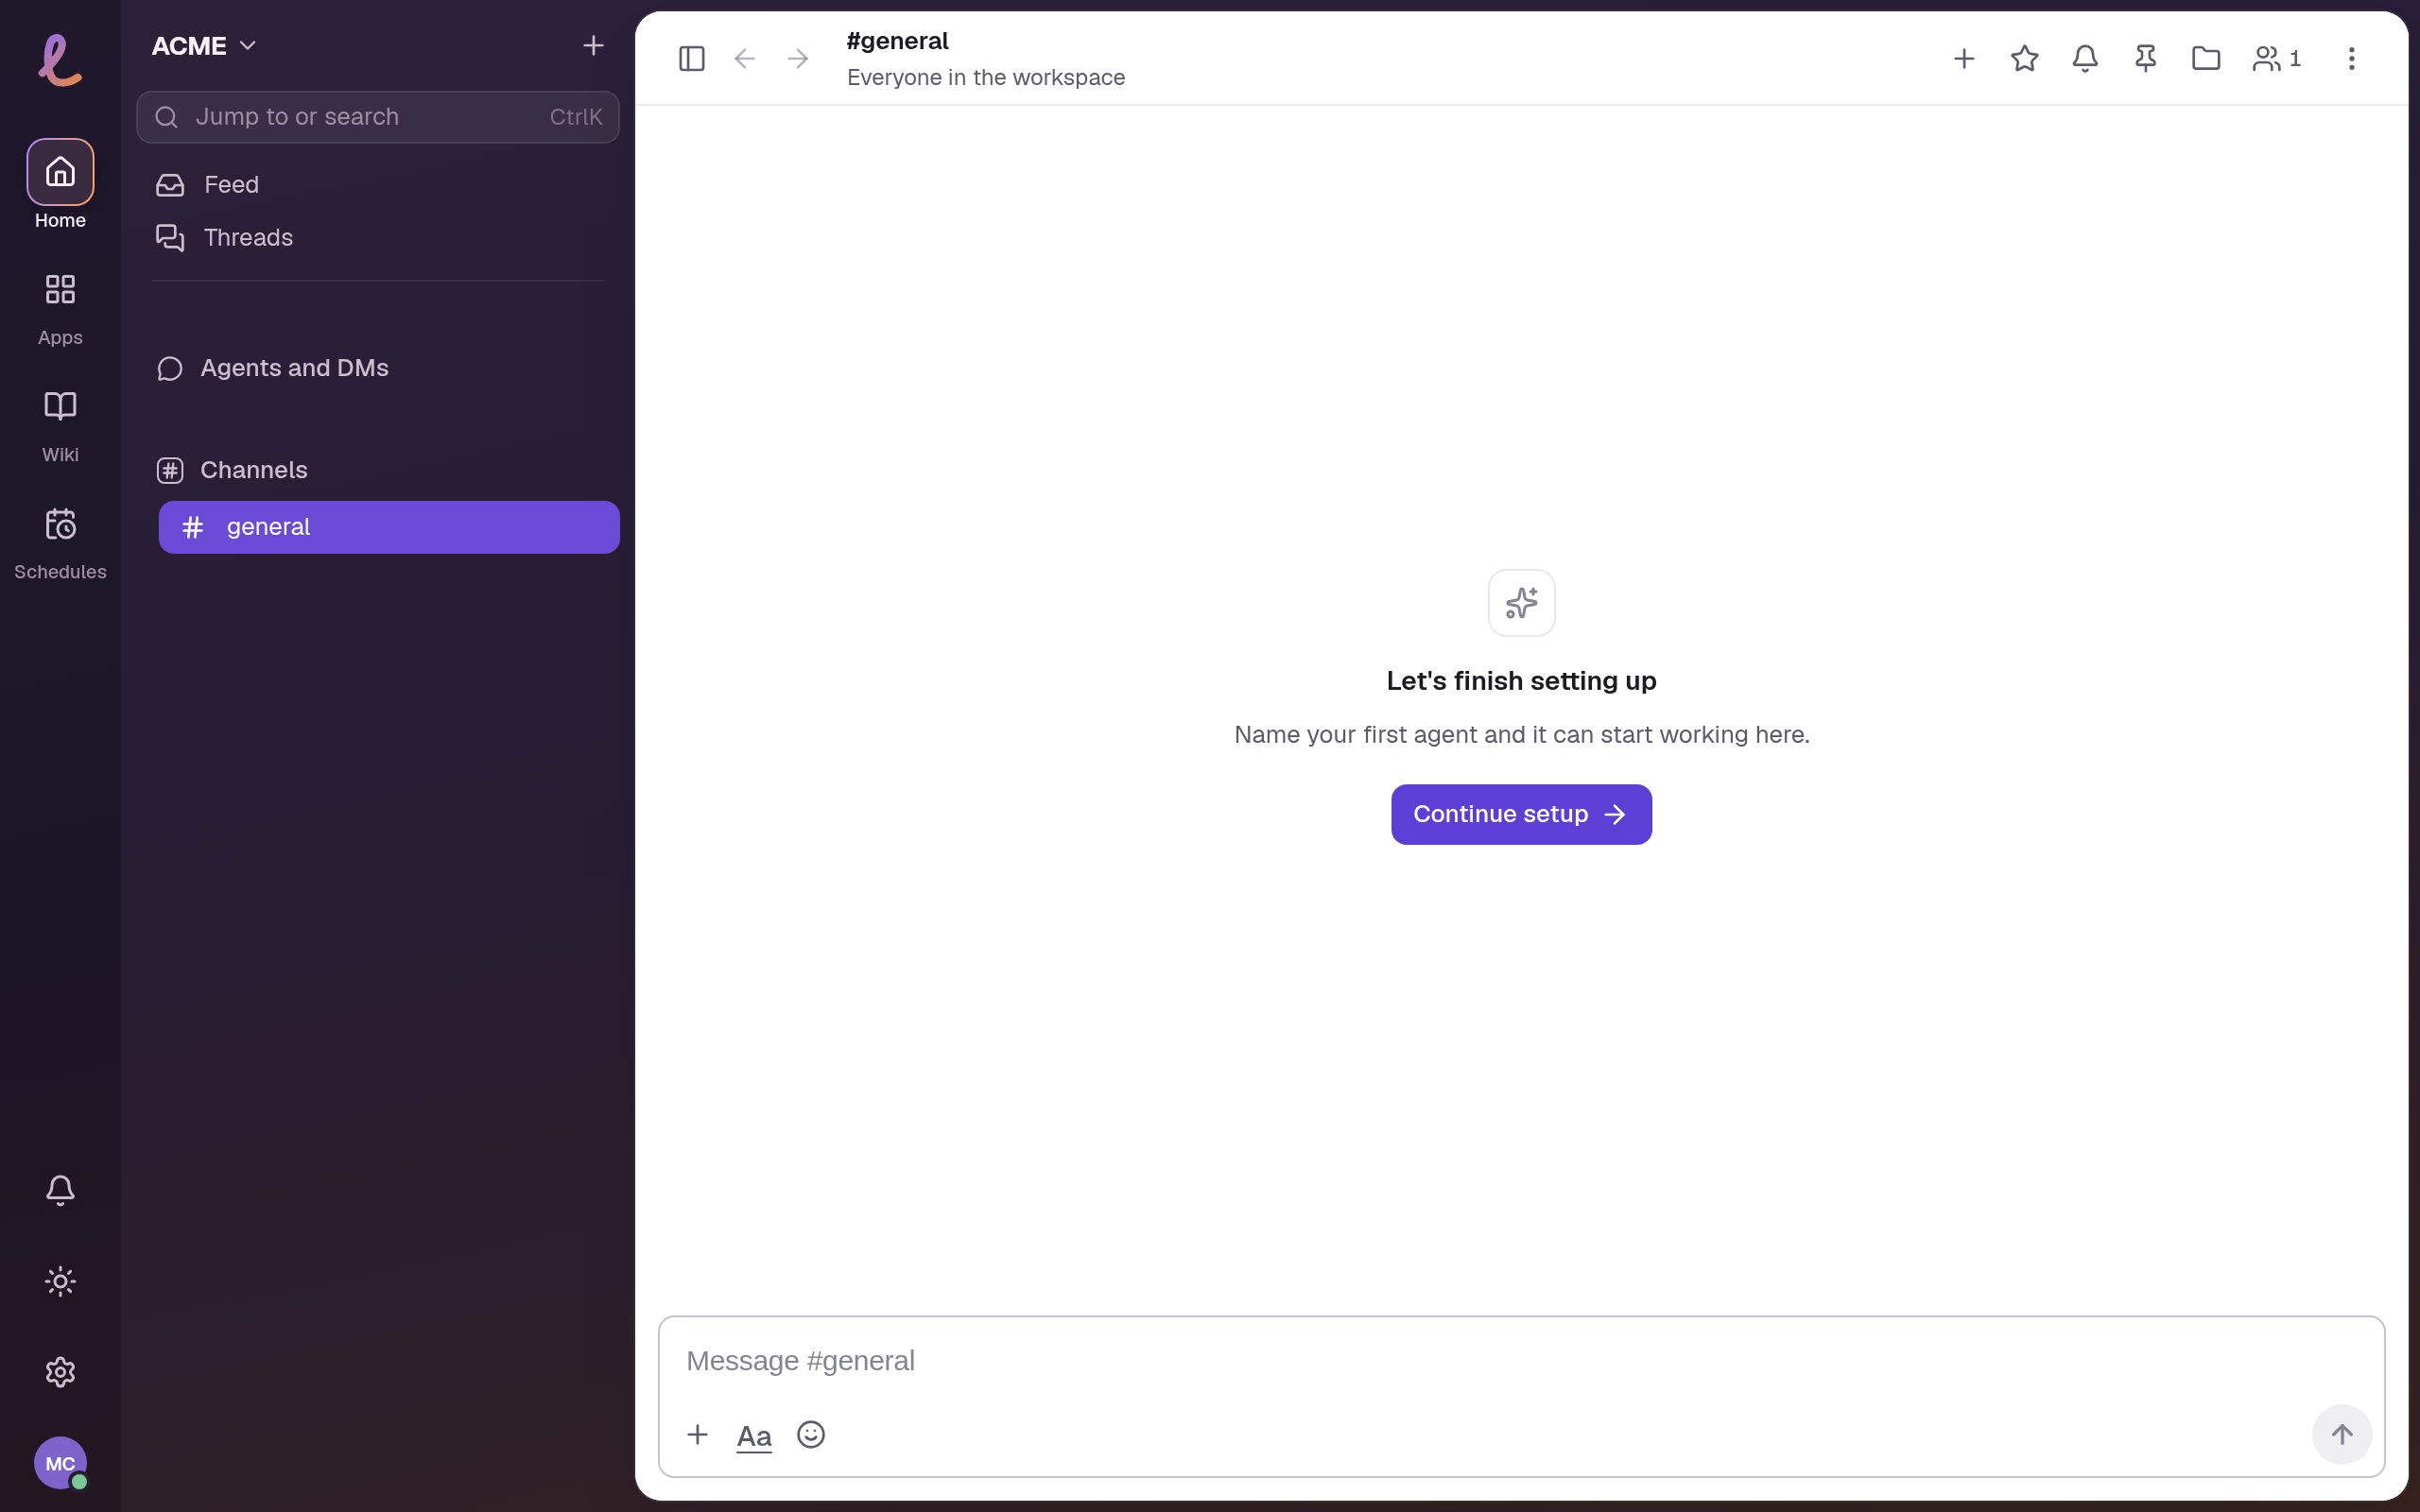 ACME
Jump to or search CtrlK
Home
Feed
Threads
Apps
Agents and DMs
Wiki
Channels
general
Schedules
MC
#general
Everyone in the workspace
1
Let's finish setting up
Name your first agent and it can start working here.
Continue setup
Message #general
Aa